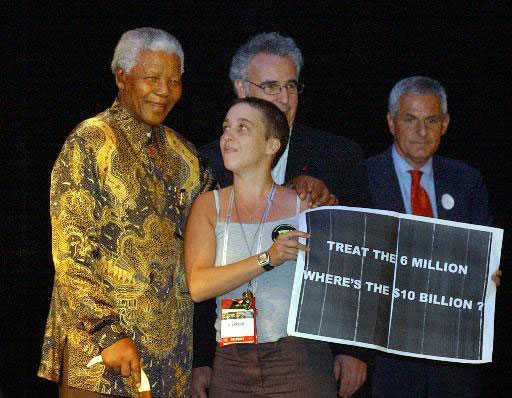 TREAT THE 6 MILLION
WHERE'S THE $10 BILLION ?